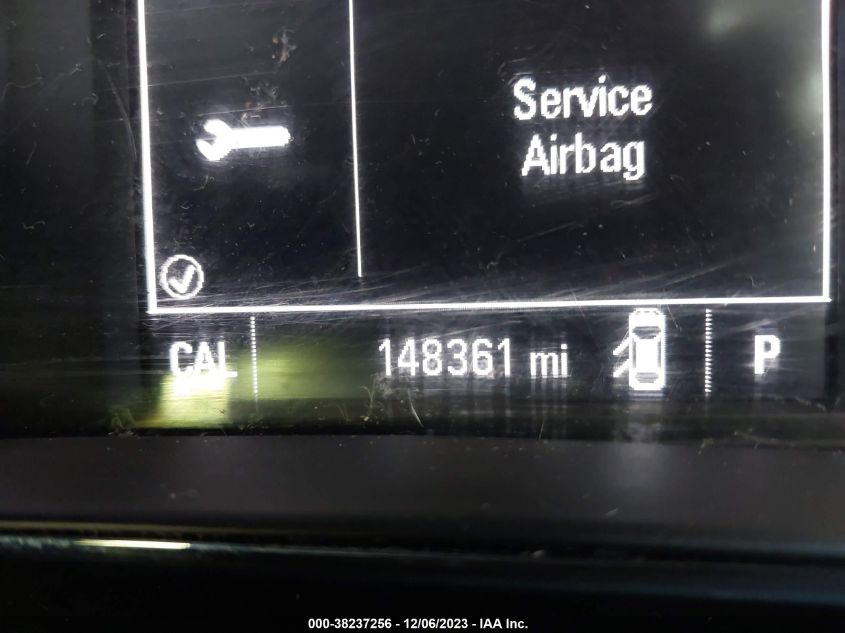 Service
Airbag
CAL 148361 mi P
000-38237256 - 12/06/2023 - IAA Inc.